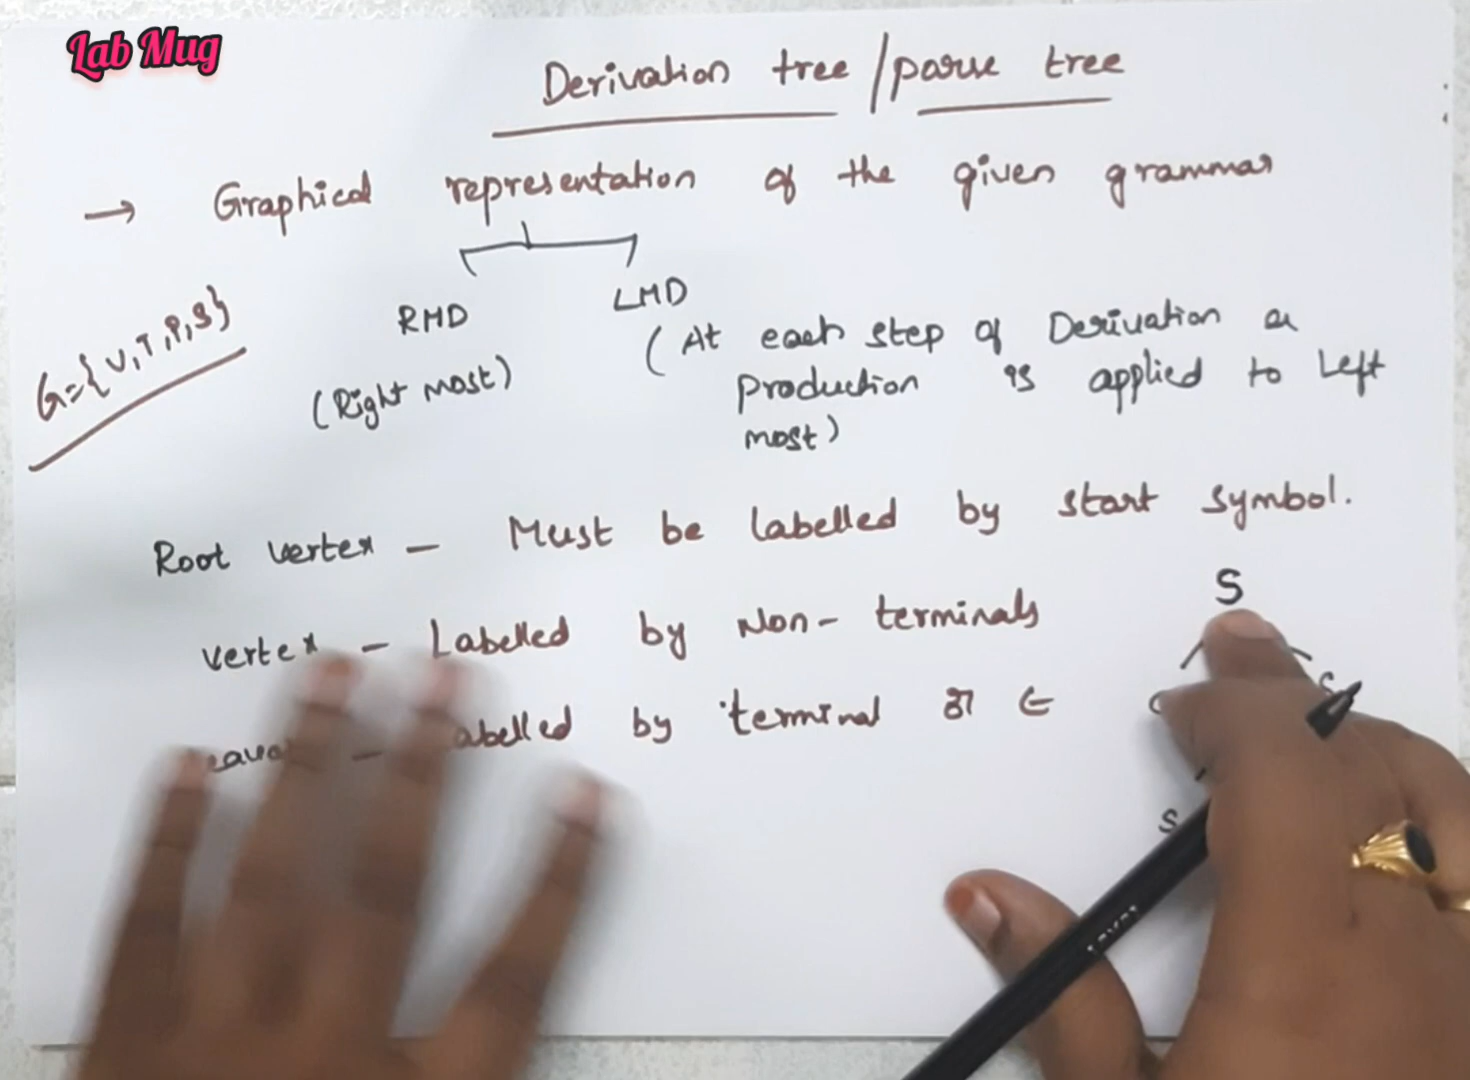 Lab Mug
Derivation tree / parse tree
→ Graphical representation of the given grammar
RMD LMD
G={V,T,P,S}
(Right most)
(At each step of Derivation a
production is applied to Left
most)
Root vertex - Must be labelled by start symbol.
S
vertex - Labelled by Non-terminals
labelled by terminal or ∈
S
S